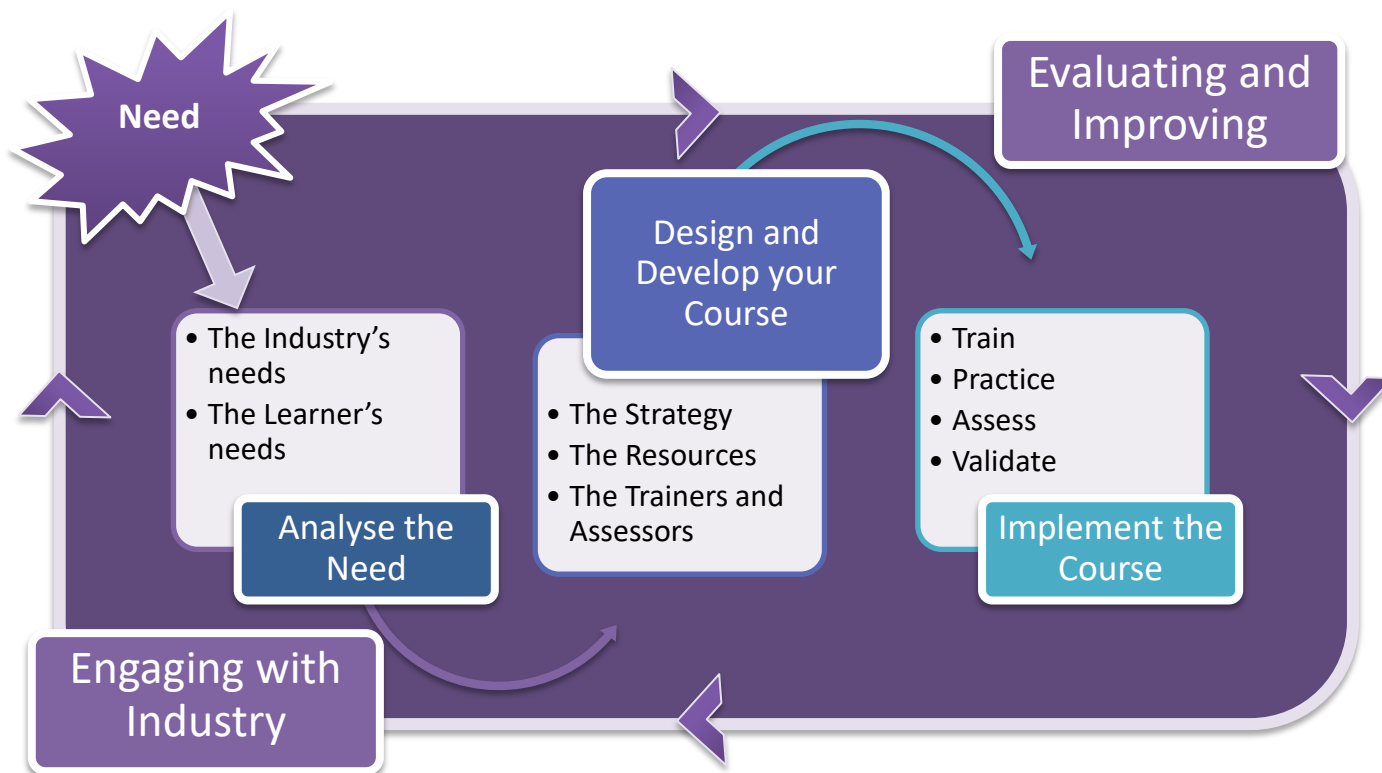 Need
Evaluating and
Improving
Design and
Develop your
Course
• The Industry’s
needs
• The Learner’s
needs
Analyse the
Need
• The Strategy
• The Resources
• The Trainers and
Assessors
• Train
• Practice
• Assess
• Validate
Implement the
Course
Engaging with
Industry